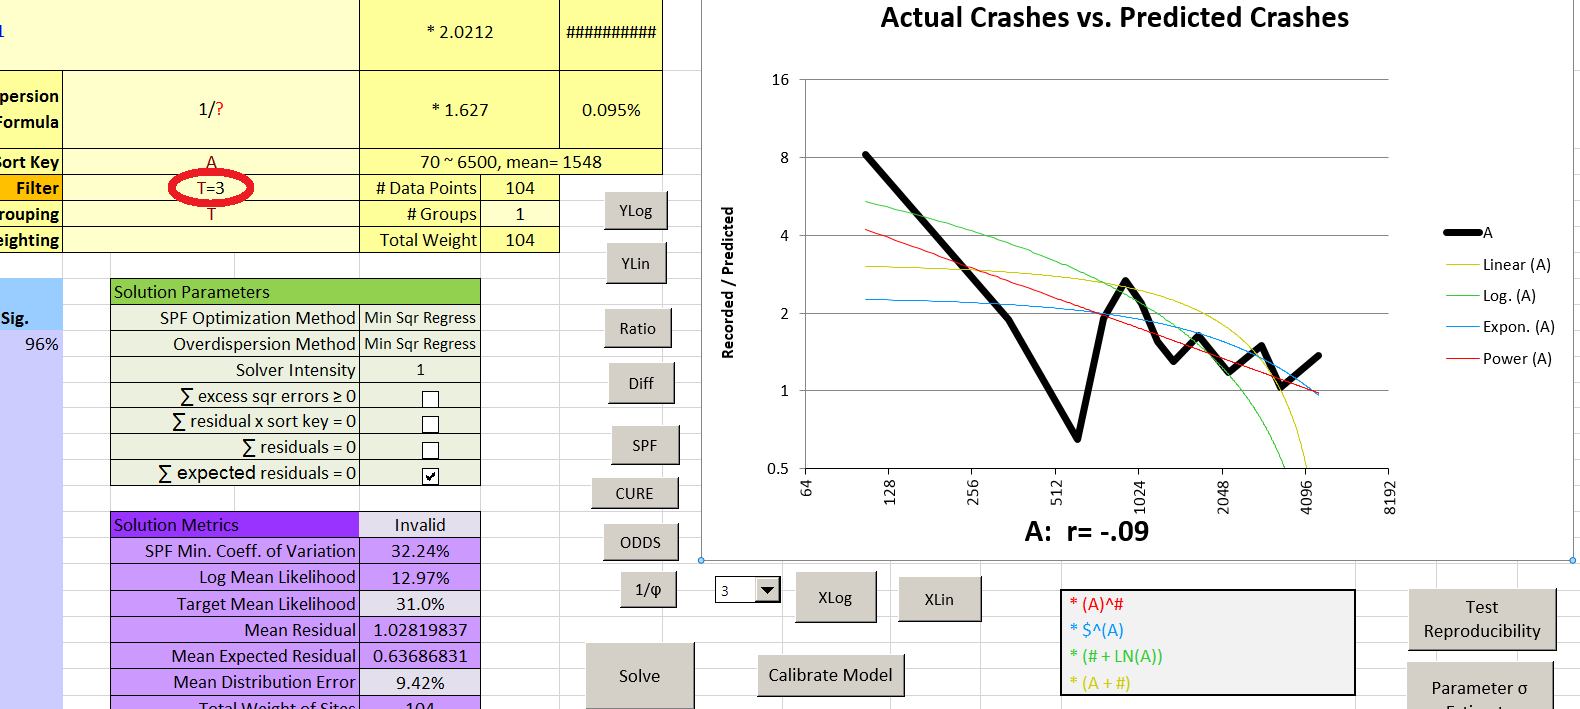 1
* 2.0212
##########
persion
Formula
1/?
* 1.627
0.095%
Sort Key
A
70 ~ 6500, mean= 1548
Filter
T=3
# Data Points
104
rouping
T
# Groups
1
eighting
Total Weight
104
Sig.
96%
Solution Parameters
SPF Optimization Method Min Sqr Regress
Overdispersion Method Min Sqr Regress
Solver Intensity 1
∑ excess sqr errors ≥ 0
∑ residual x sort key = 0
∑ residuals = 0
∑ expected residuals = 0
Solution Metrics Invalid
SPF Min. Coeff. of Variation 32.24%
Log Mean Likelihood 12.97%
Target Mean Likelihood 31.0%
Mean Residual 1.02819837
Mean Expected Residual 0.63686831
Mean Distribution Error 9.42%
Total Weight of Sites 104
YLog
YLin
Ratio
Diff
SPF
CURE
ODDS
1/φ
Solve
Actual Crashes vs. Predicted Crashes
Recorded / Predicted
16
8
4
2
1
0.5
64
128
256
512
1024
2048
4096
8192
A: r= -.09
A
Linear (A)
Log. (A)
Expon. (A)
Power (A)
3
XLog
XLin
Calibrate Model
* (A)^#
* $^(A)
* (# + LN(A))
* (A + #)
Test
Reproducibility
Parameter σ